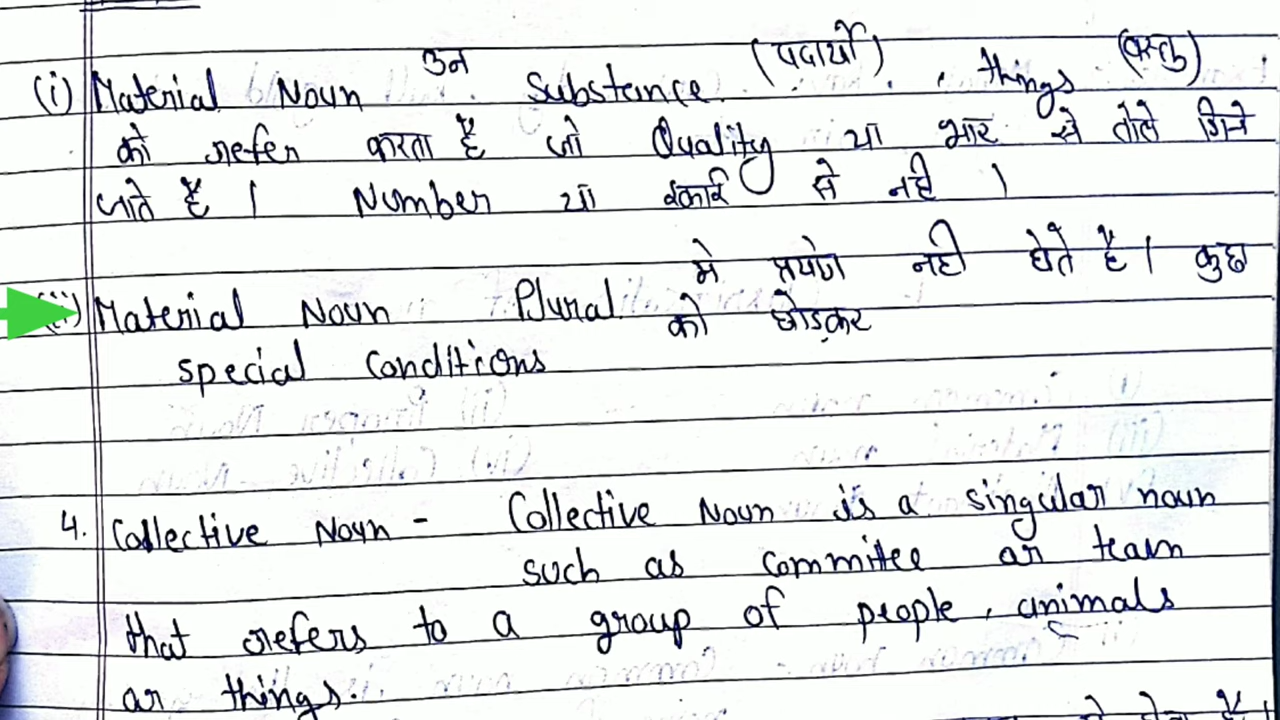 (i) Material Noun उन Substance (पदार्थो), things (वस्तु)
को refer करता है जो Quality या भार से तोले गिने
जाते है । Number या ईकाई से नही ।
मे प्रयोग नही होते है । कुछ
(ii) Material Noun Plural को छोड़कर
special conditions
4. Collective Noun - Collective Noun is a singular noun
such as committee or team
that refers to a group of people, animals
or things.